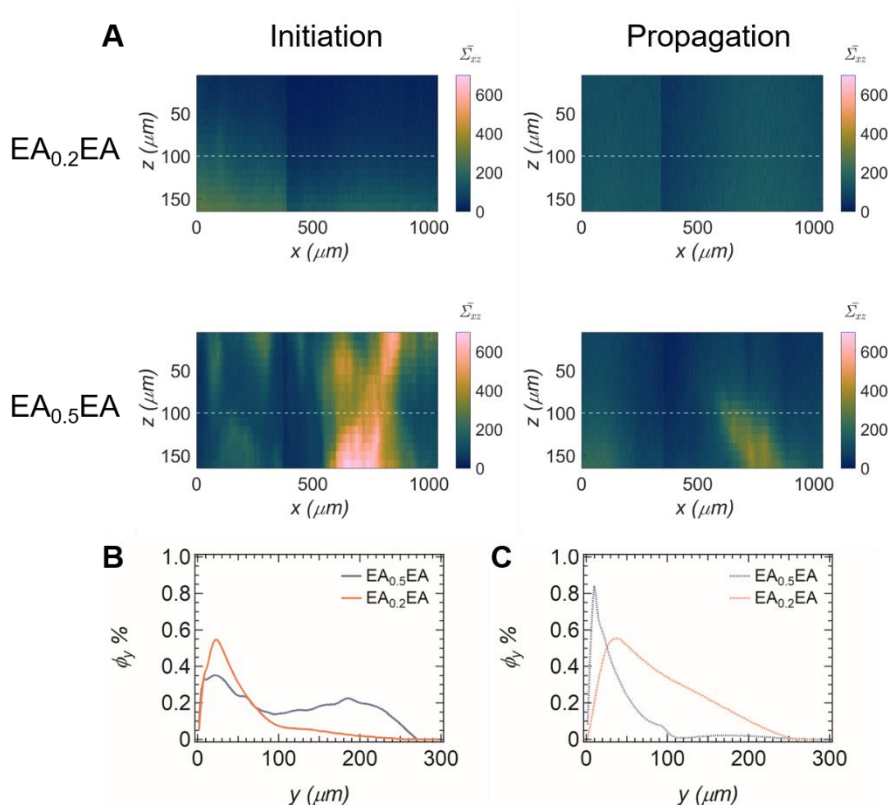 A
Initiation
Propagation
EA0.2EA
Σ̄xz
600
400
200
0
50
100
150
z (μm)
0
500
1000
x (μm)
Σ̄xz
600
400
200
0
50
100
150
z (μm)
0
500
1000
x (μm)
EA0.5EA
Σ̄xz
600
400
200
0
50
100
150
z (μm)
0
500
1000
x (μm)
Σ̄xz
600
400
200
0
50
100
150
z (μm)
0
500
1000
x (μm)
B
1.0
0.8
0.6
0.4
0.2
0
ϕy %
EA0.5EA
EA0.2EA
0
100
200
300
y (μm)
C
1.0
0.8
0.6
0.4
0.2
0
ϕy %
EA0.5EA
EA0.2EA
0
100
200
300
y (μm)